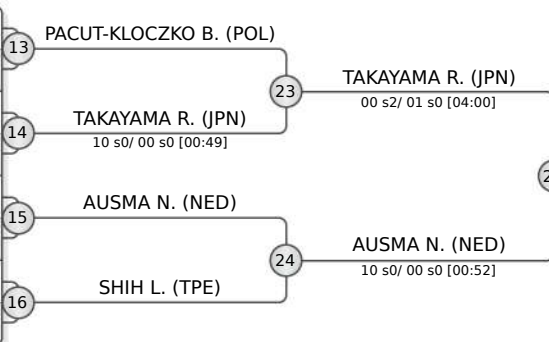 13
PACUT-KLOCZKO B. (POL)
23
TAKAYAMA R. (JPN)
00 s2/ 01 s0 [04:00]
14
TAKAYAMA R. (JPN)
10 s0/ 00 s0 [00:49]
15
AUSMA N. (NED)
24
AUSMA N. (NED)
10 s0/ 00 s0 [00:52]
16
SHIH L. (TPE)